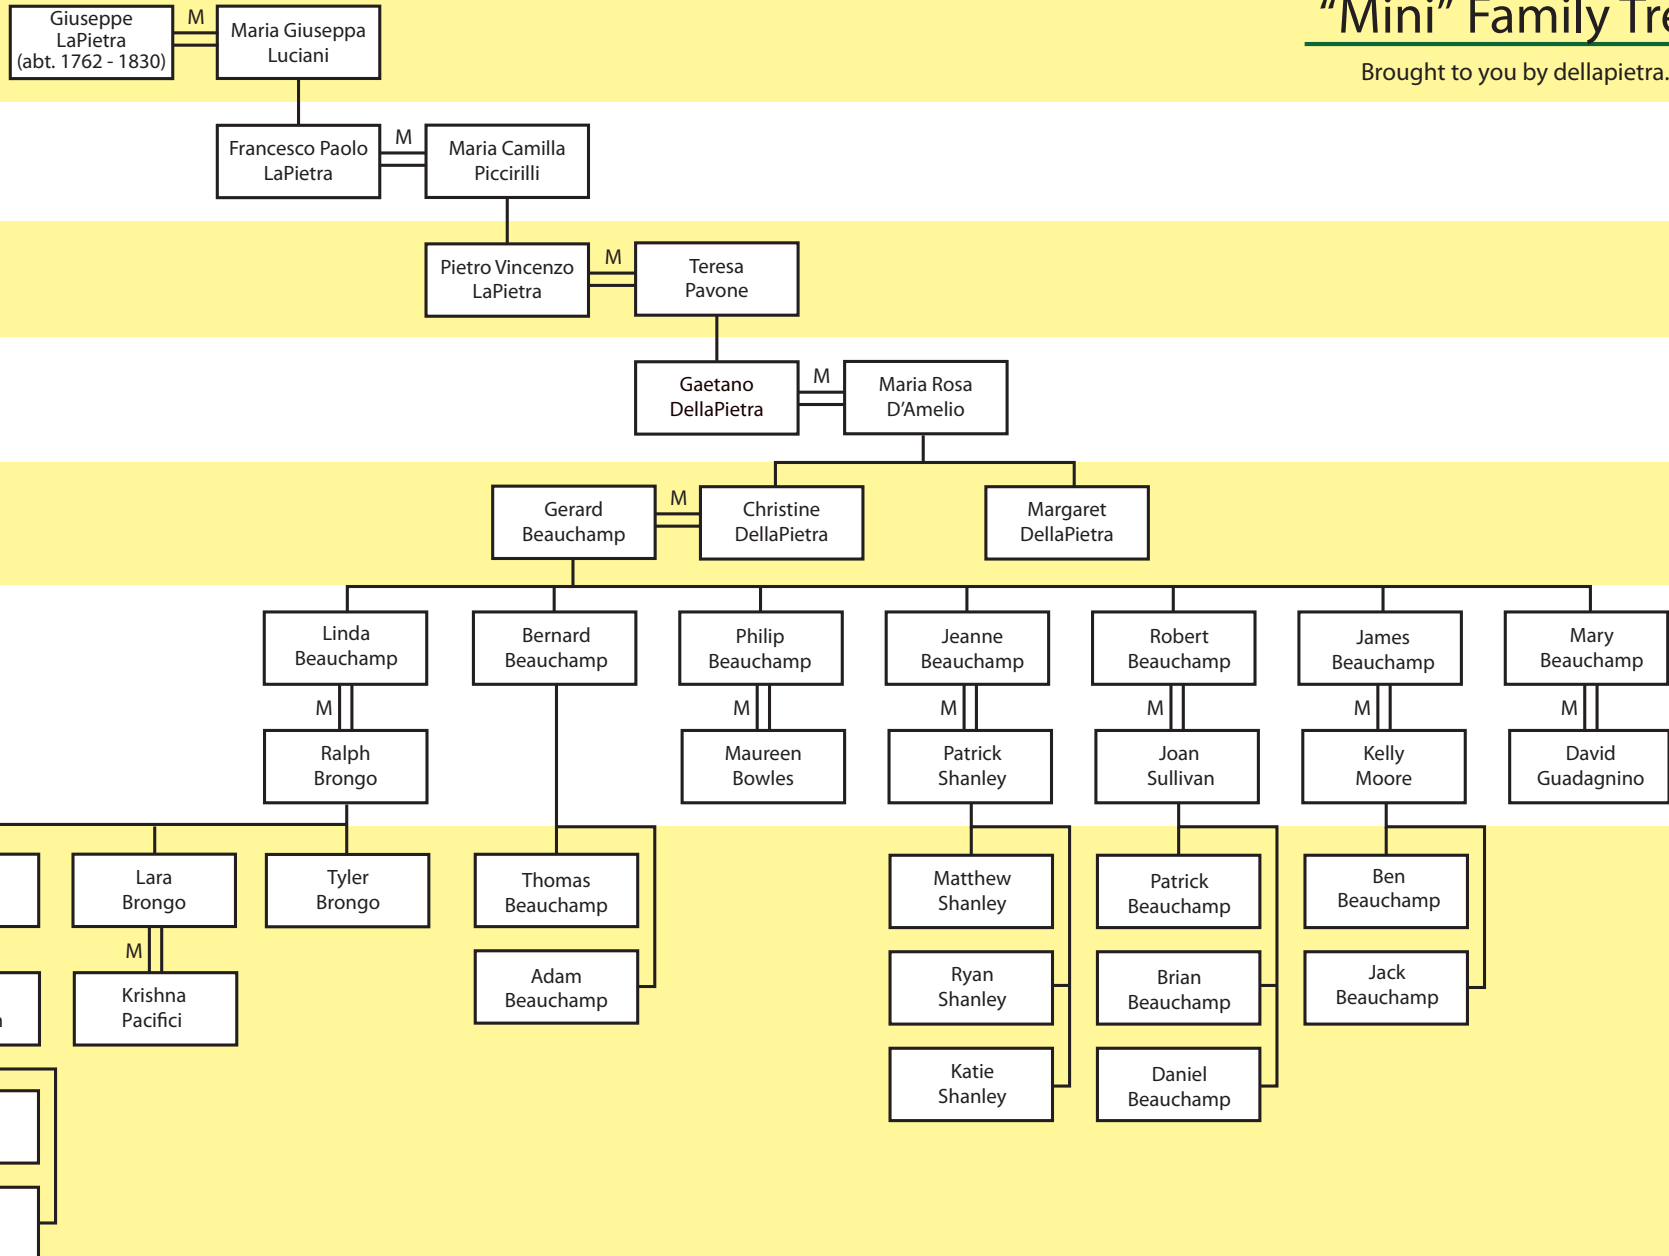 “Mini” Family Tre
Brought to you by dellapietra.
Giuseppe
LaPietra
(abt. 1762 - 1830)
M
Maria Giuseppa
Luciani
Francesco Paolo
LaPietra
M
Maria Camilla
Piccirilli
Pietro Vincenzo
LaPietra
M
Teresa
Pavone
Gaetano
DellaPietra
M
Maria Rosa
D’Amelio
Gerard
Beauchamp
M
Christine
DellaPietra
Margaret
DellaPietra
Linda
Beauchamp
Bernard
Beauchamp
Philip
Beauchamp
Jeanne
Beauchamp
Robert
Beauchamp
James
Beauchamp
Mary
Beauchamp
M
M
M
M
M
M
Ralph
Brongo
Maureen
Bowles
Patrick
Shanley
Joan
Sullivan
Kelly
Moore
David
Guadagnino
Lara
Brongo
Tyler
Brongo
Thomas
Beauchamp
Matthew
Shanley
Patrick
Beauchamp
Ben
Beauchamp
M
Krishna
Pacifici
Adam
Beauchamp
Ryan
Shanley
Brian
Beauchamp
Jack
Beauchamp
Katie
Shanley
Daniel
Beauchamp